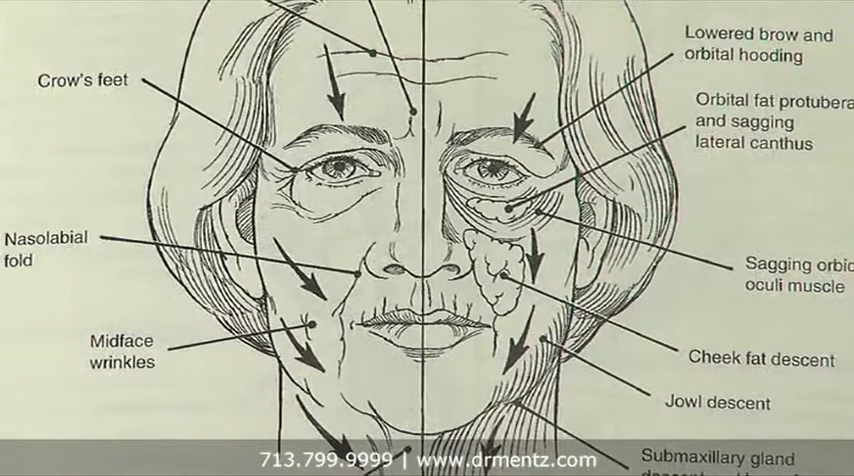 Crow's feet
Nasolabial
fold
Midface
wrinkles
Lowered brow and
orbital hooding
Orbital fat protubera
and sagging
lateral canthus
Sagging orbic
oculi muscle
Cheek fat descent
Jowl descent
Submaxillary gland
713.799.9999 | www.drmentz.com